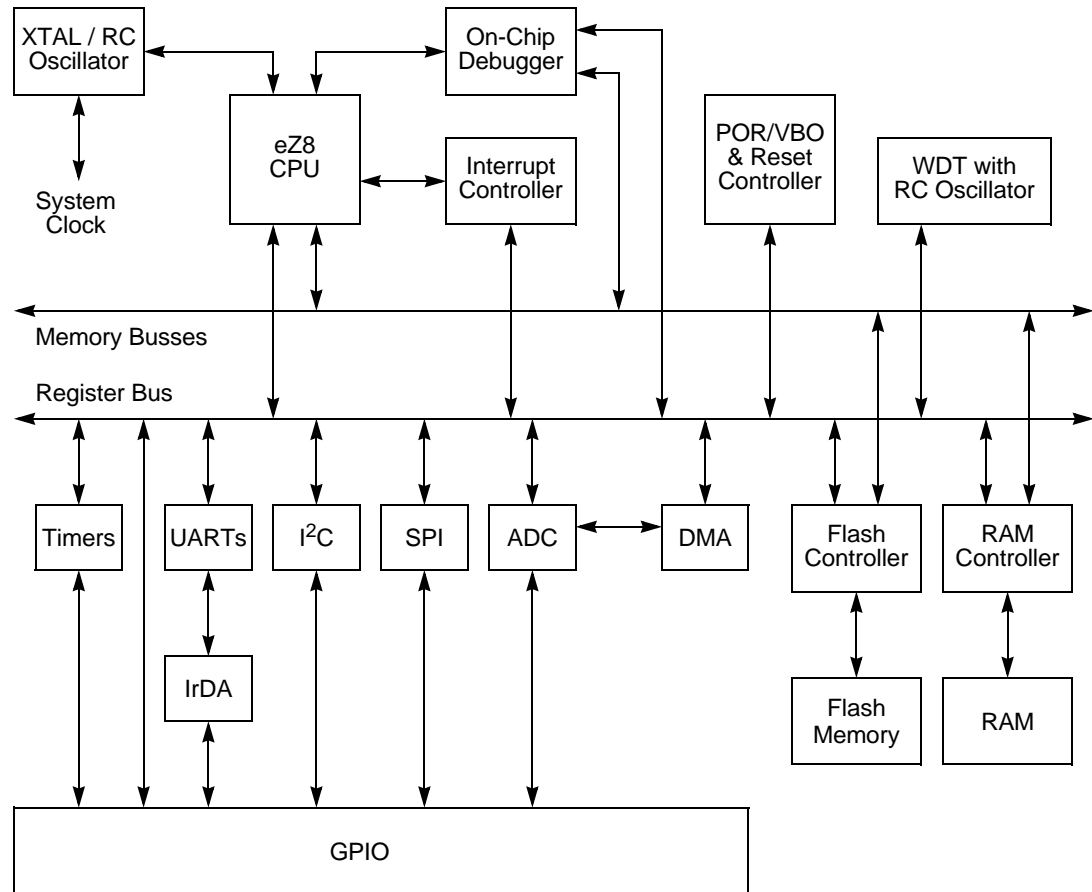 XTAL / RC
Oscillator
On-Chip
Debugger
eZ8
CPU
Interrupt
Controller
POR/VBO
& Reset
Controller
WDT with
RC Oscillator
System
Clock
Memory Busses
Register Bus
Timers
UARTs
I²C
SPI
ADC
DMA
Flash
Controller
RAM
Controller
IrDA
Flash
Memory
RAM
GPIO